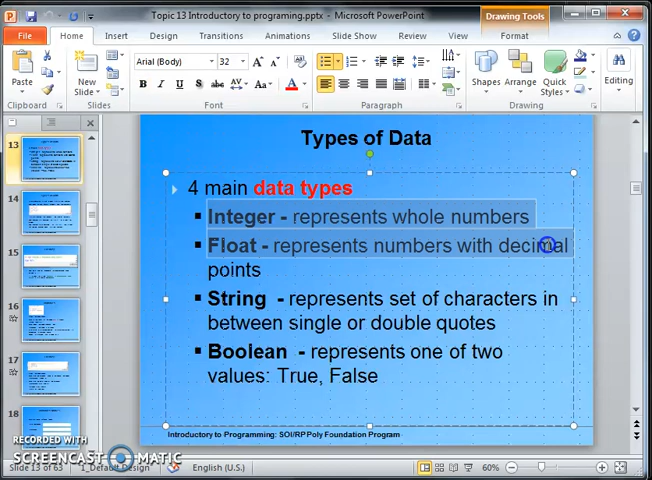 Topic 13 Introductory to programing.pptx - Microsoft PowerPoint
Drawing Tools
File Home Insert Design Transitions Animations Slide Show Review View Format
Paste
New Slide
Arial (Body) 32
Shapes Arrange Quick Styles
Editing
Clipboard Slides Font Paragraph Drawing
13
14
15
16
17
18
Types of Data
4 main data types
Integer - represents whole numbers
Float - represents numbers with decimal
points
String - represents set of characters in
between single or double quotes
Boolean - represents one of two
values: True, False
Introductory to Programming: SOI/RP Poly Foundation Program
RECORDED WITH
SCREENCAST MATIC
Slide 13 of 63 1_Default Design English (U.S.) 60%